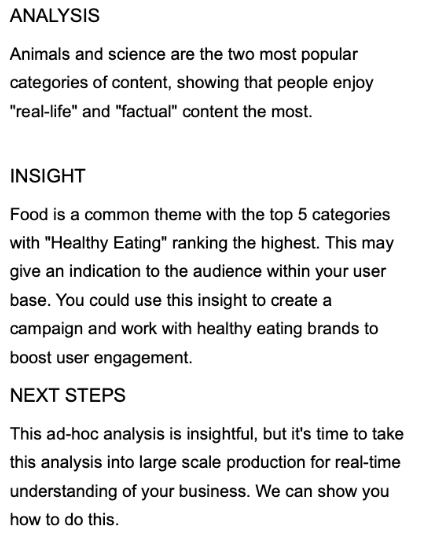 ANALYSIS
Animals and science are the two most popular
categories of content, showing that people enjoy
"real-life" and "factual" content the most.
INSIGHT
Food is a common theme with the top 5 categories
with "Healthy Eating" ranking the highest. This may
give an indication to the audience within your user
base. You could use this insight to create a
campaign and work with healthy eating brands to
boost user engagement.
NEXT STEPS
This ad-hoc analysis is insightful, but it's time to take
this analysis into large scale production for real-time
understanding of your business. We can show you
how to do this.